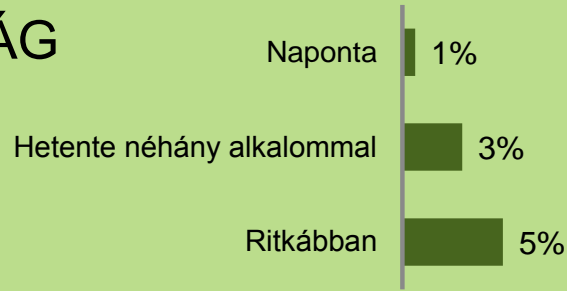 ÁG
Naponta 1%
Hetente néhány alkalommal 3%
Ritkábban 5%